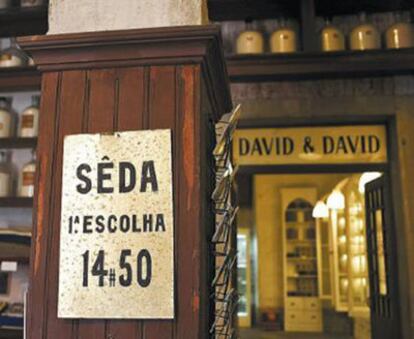 SÊDA
1ª ESCOLHA
14$50
DAVID & DAVID